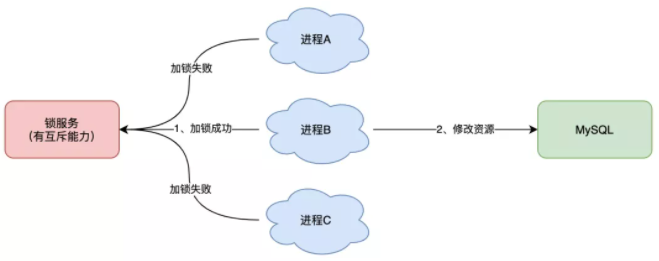 进程A
加锁失败
锁服务
(有互斥能力)
1、加锁成功
进程B
2、修改资源
MySQL
加锁失败
进程C